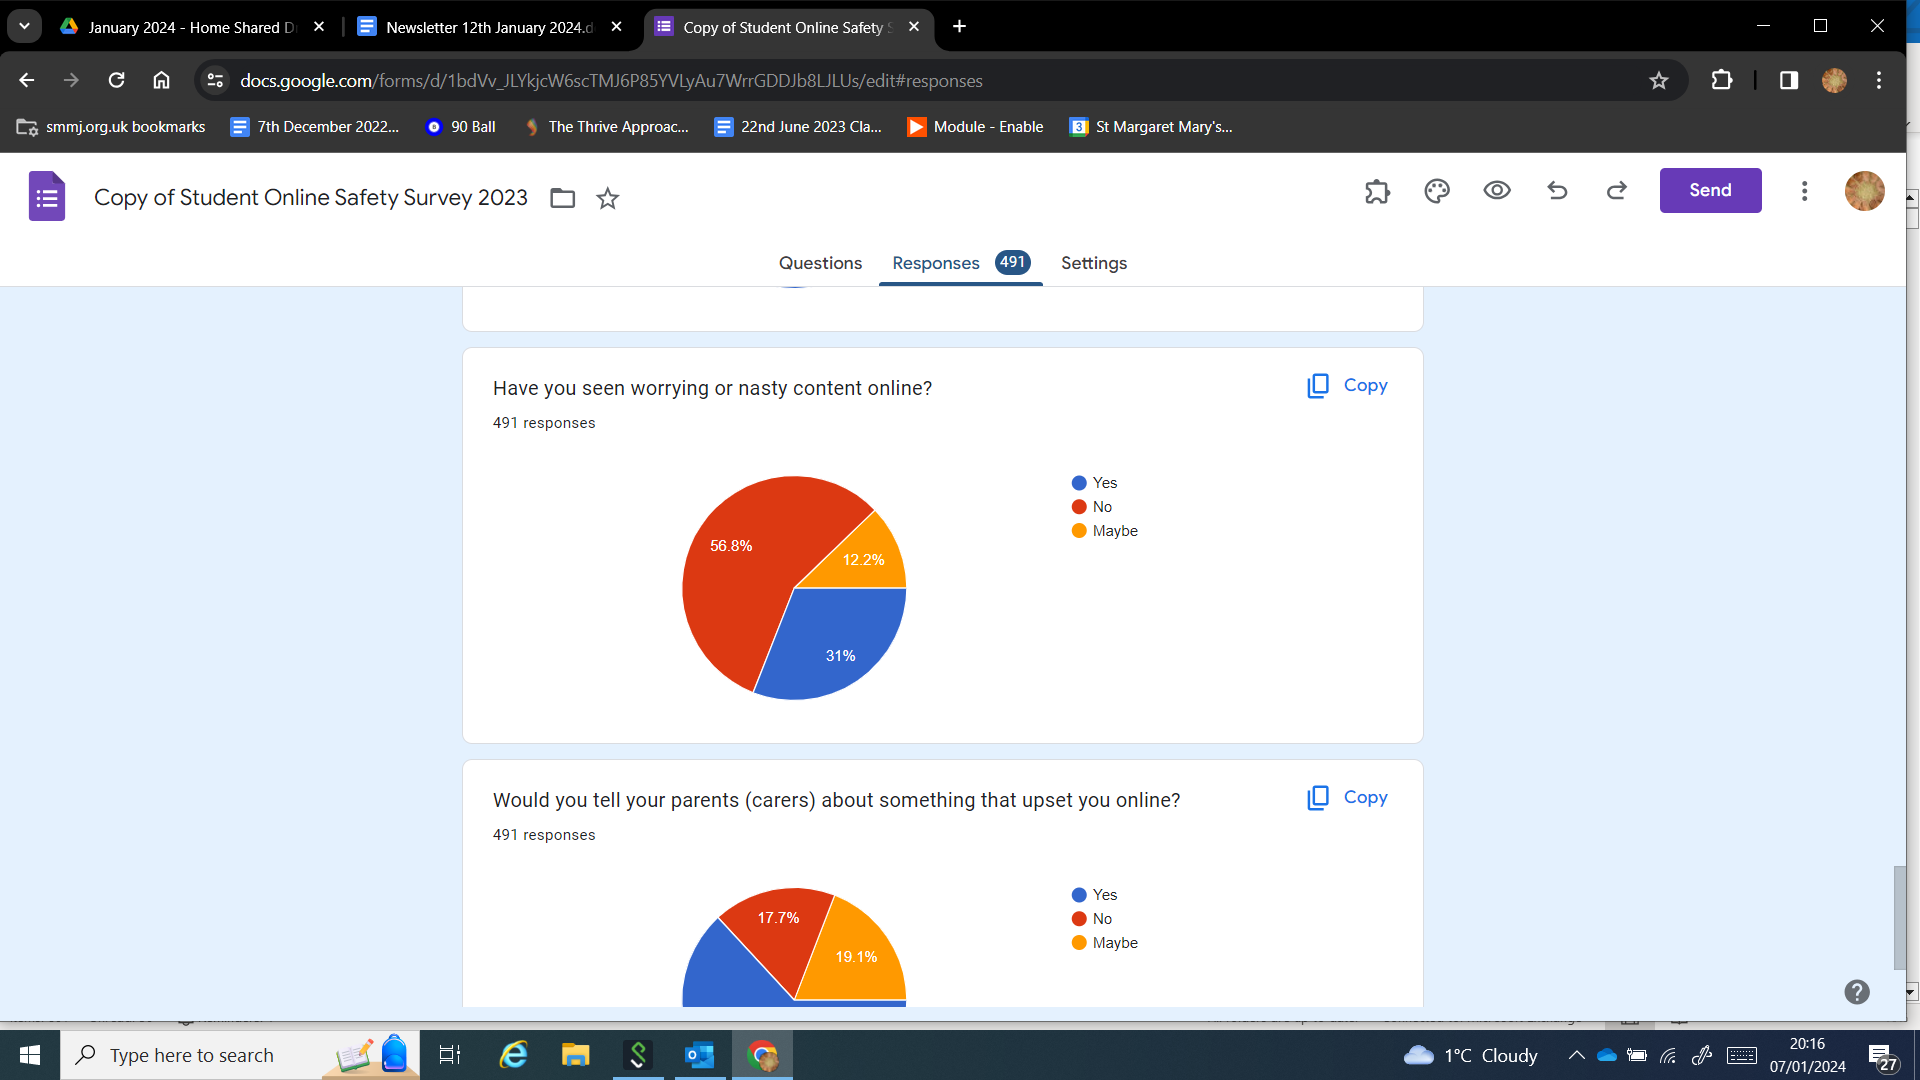 January 2024 - Home Shared D
Newsletter 12th January 2024.d
Copy of Student Online Safety S
docs.google.com/forms/d/1bdVv_JLYkjcW6scTMJ6P85YVLyAu7WrrGDDJb8LJLUs/edit#responses
smmj.org.uk bookmarks
7th December 2022...
90 Ball
The Thrive Approac...
22nd June 2023 Cla...
Module - Enable
St Margaret Mary's...
Copy of Student Online Safety Survey 2023
Send
Questions
Responses 491
Settings
Have you seen worrying or nasty content online?
Copy
491 responses
Yes
No
Maybe
56.8%
12.2%
31%
Would you tell your parents (carers) about something that upset you online?
Copy
491 responses
Yes
No
Maybe
17.7%
19.1%
Type here to search
1°C Cloudy
20:16
07/01/2024
27